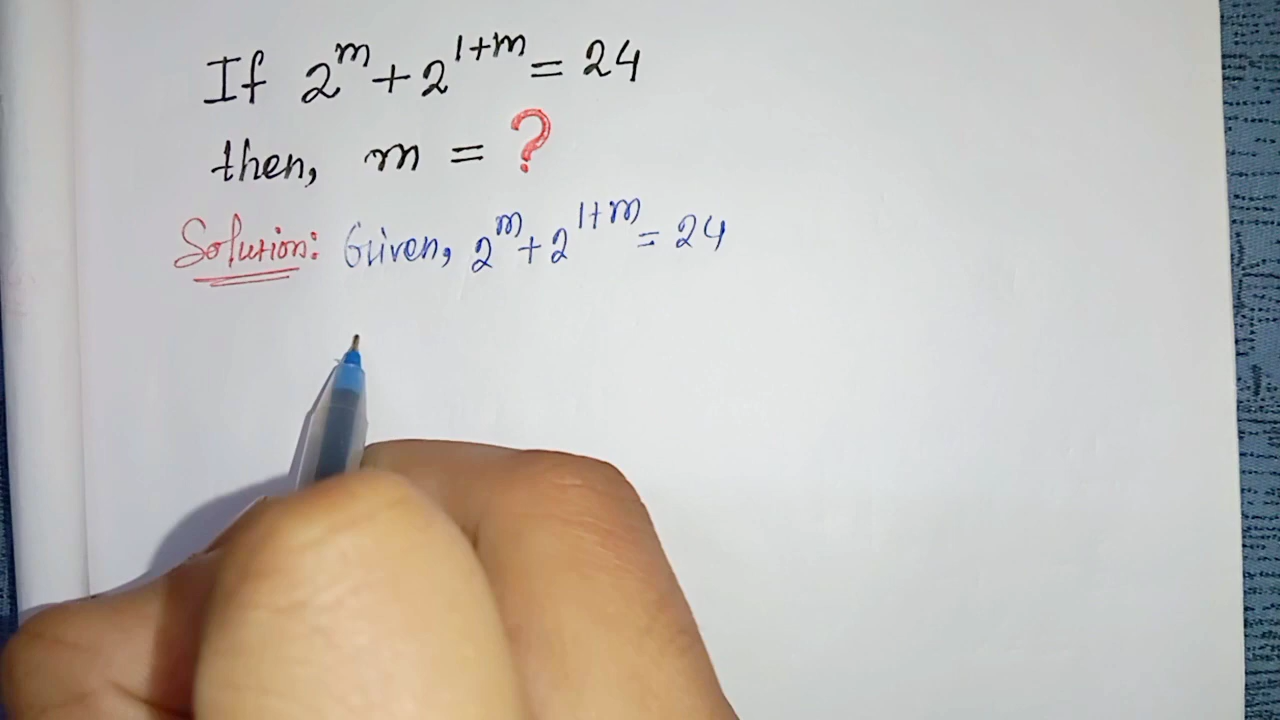 If 2^m + 2^{1+m} = 24
then, m = ?
Solution: Given, 2^m + 2^{1+m} = 24